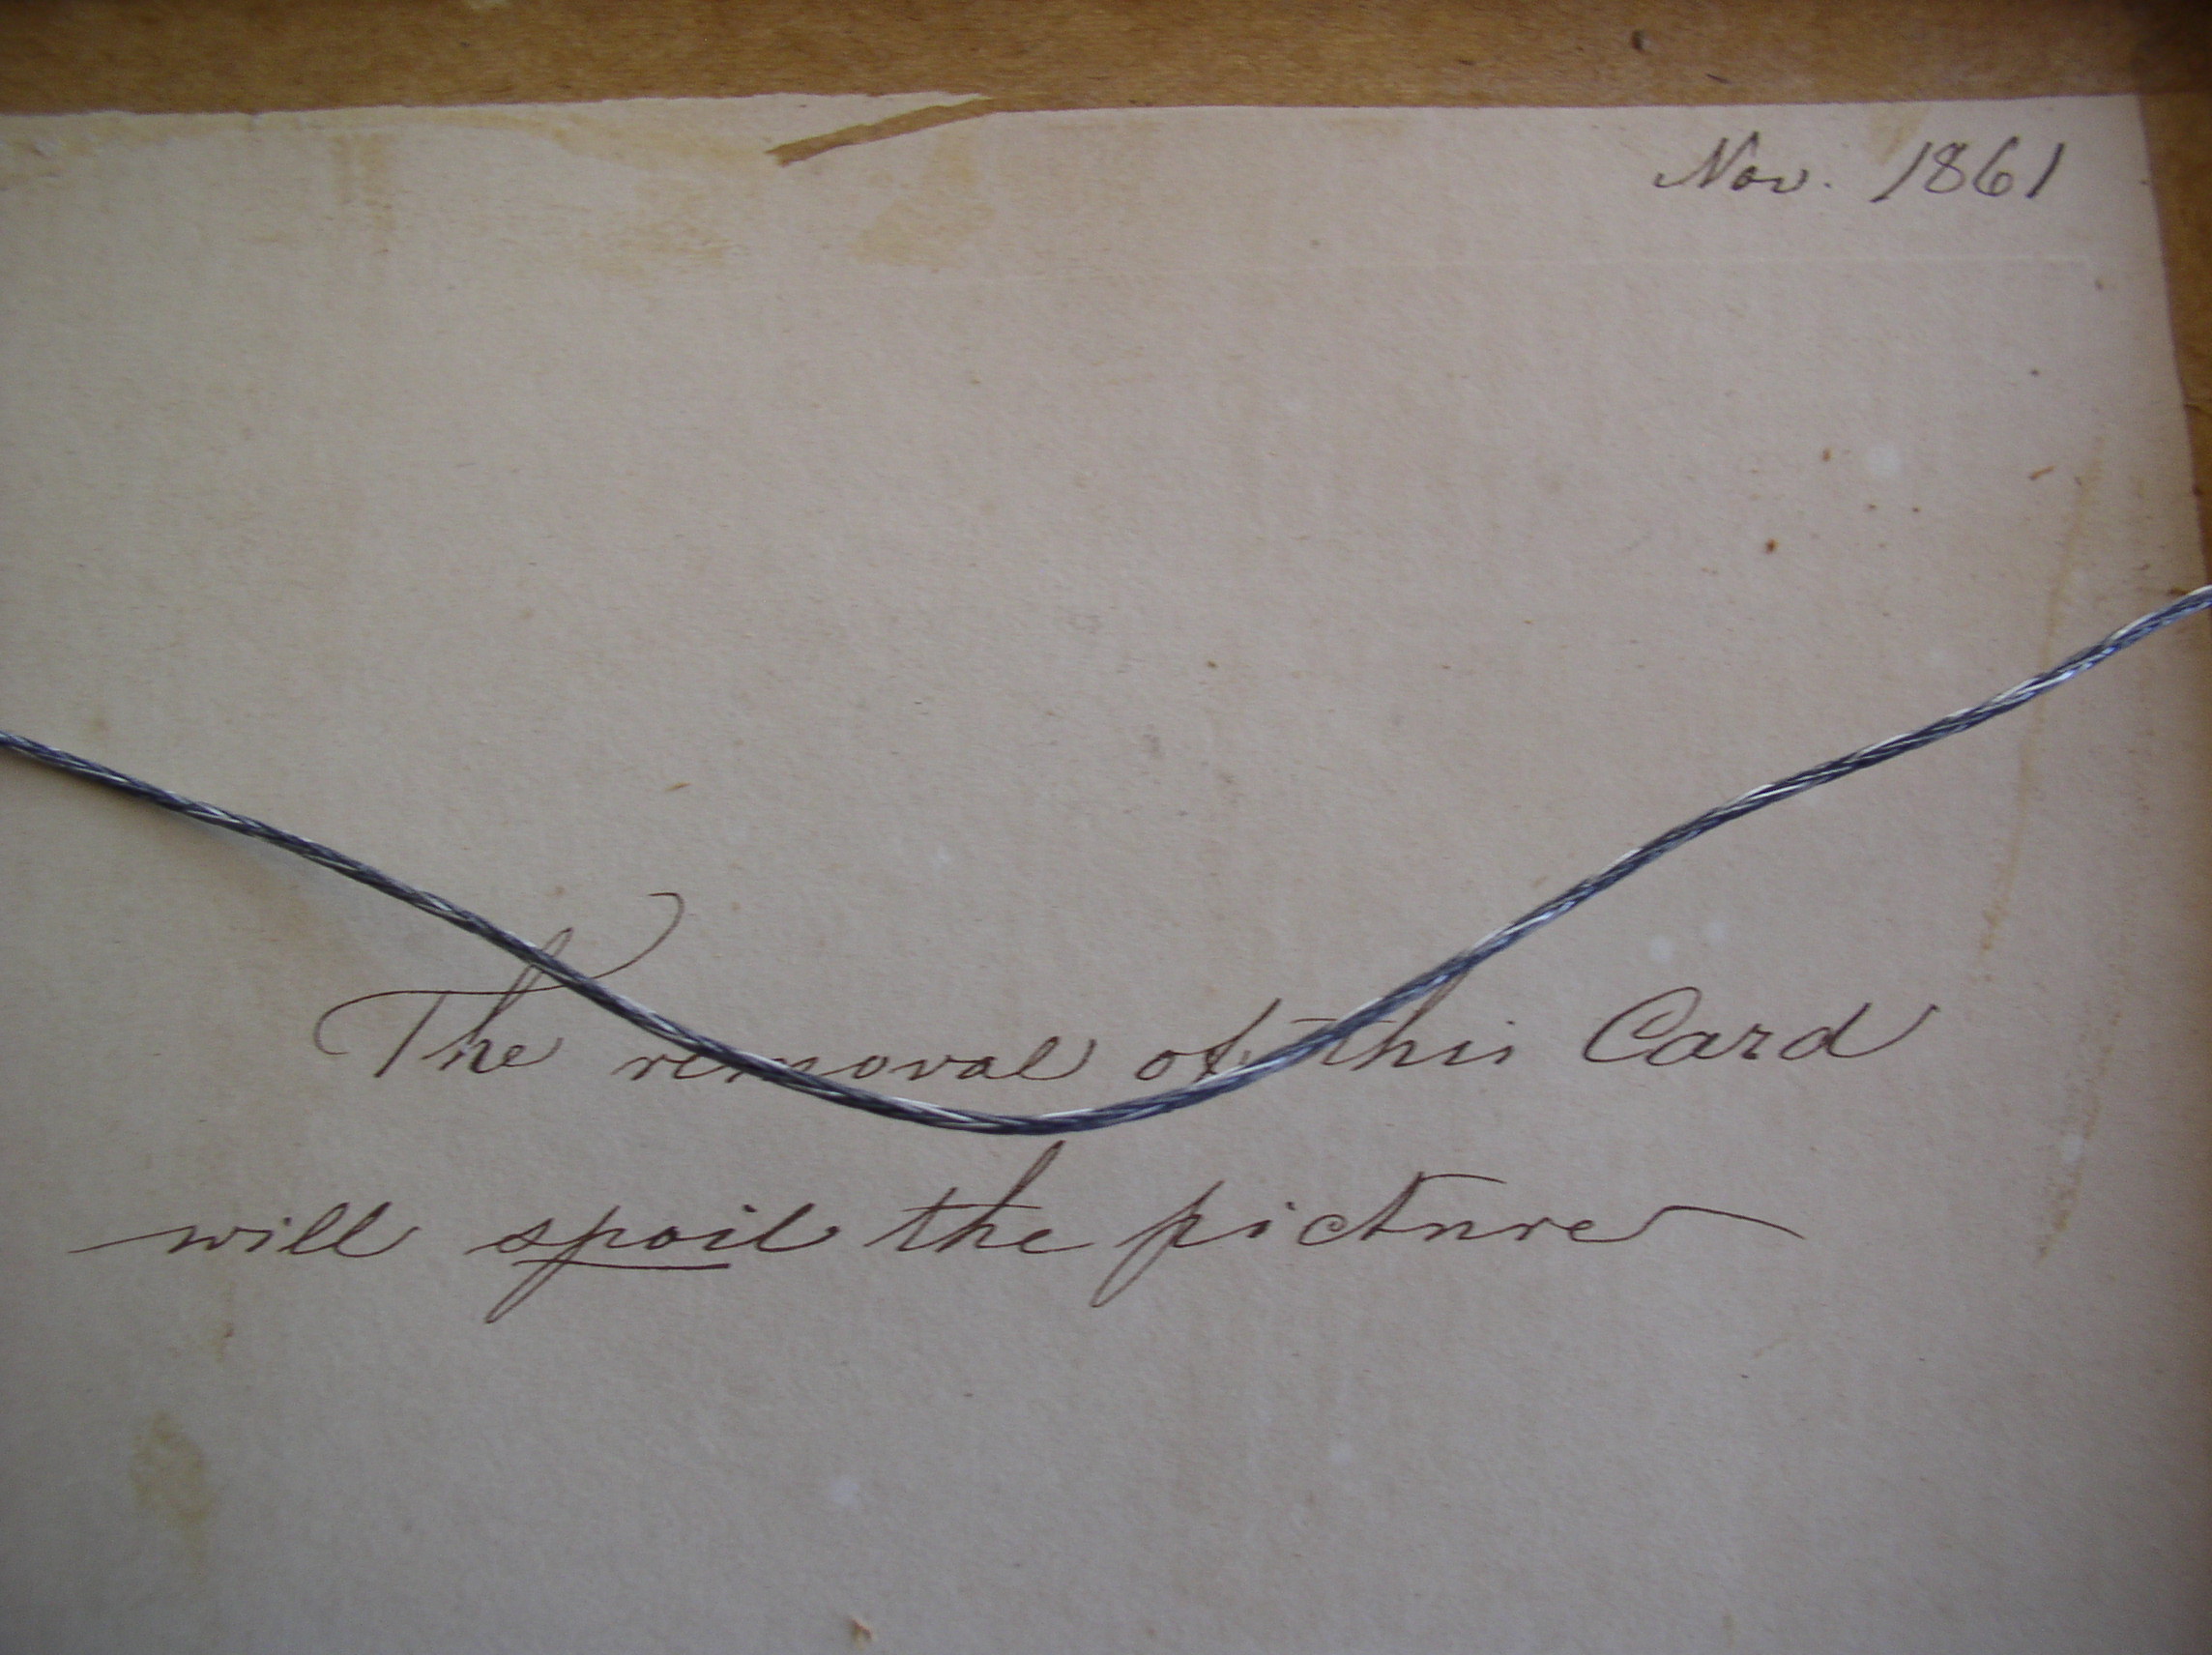 Nov. 1861
The removal of this Card
will spoil the picture